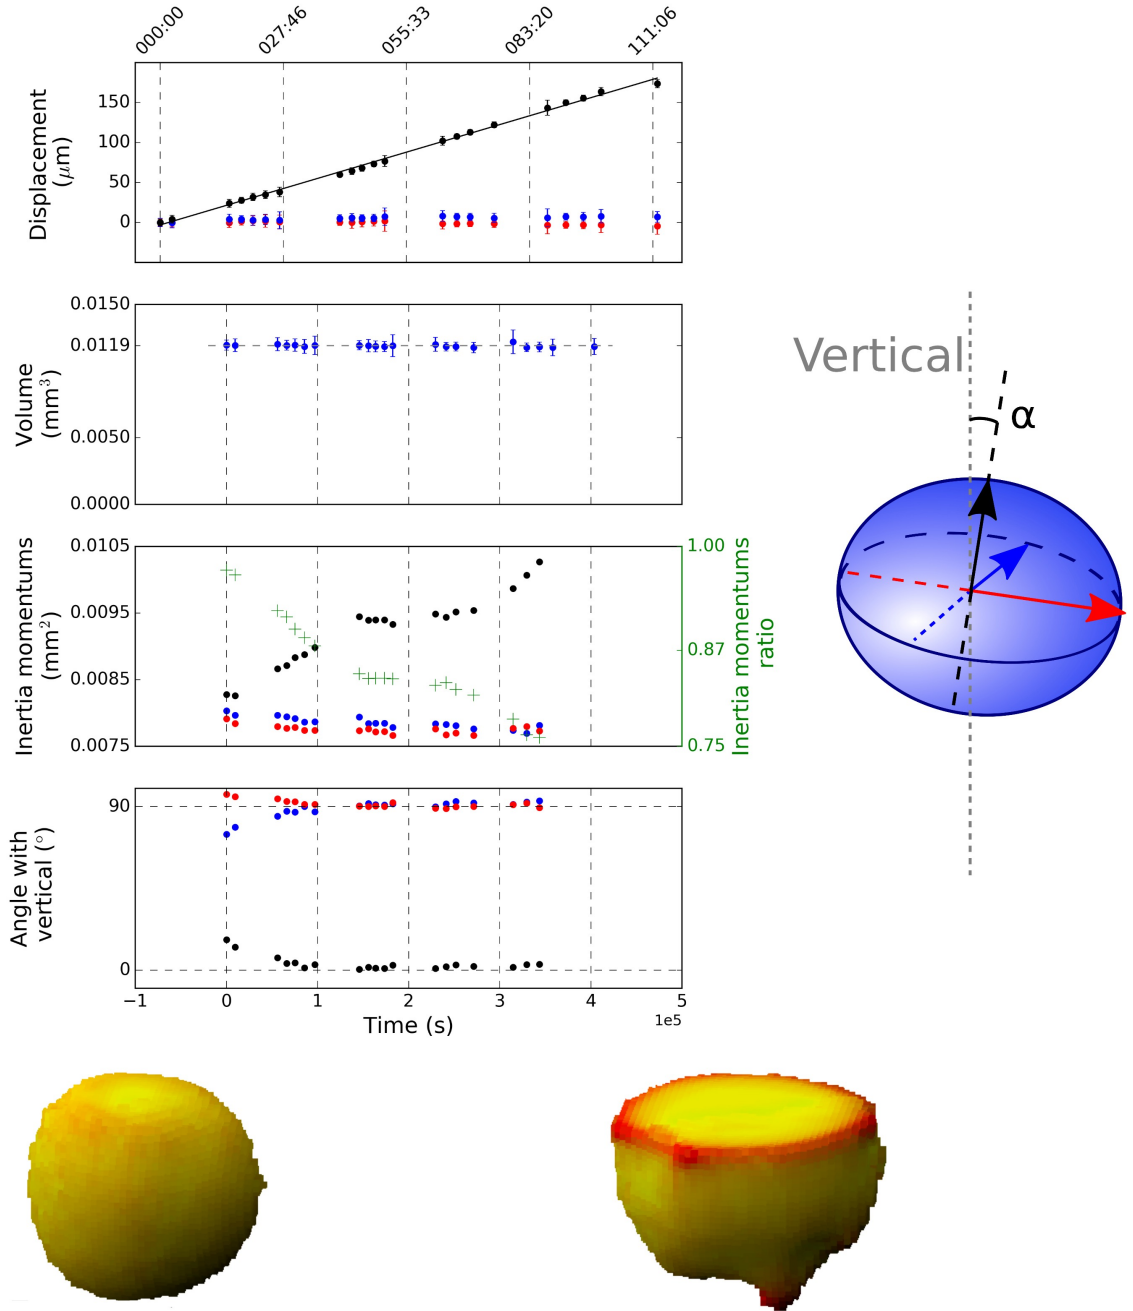 000:00 027:46 055:33 083:20 111:06
Displacement
(μm)
150
100
50
0
Volume
(mm³)
0.0150
0.0119
0.0050
0.0000
Vertical
α
Inertia momentums
(mm²)
0.0105
0.0095
0.0085
0.0075
1.00
0.87
0.75
Inertia momentums
ratio
Angle with
vertical (°)
90
0
−1 0 1 2 3 4 5
Time (s)
1e5